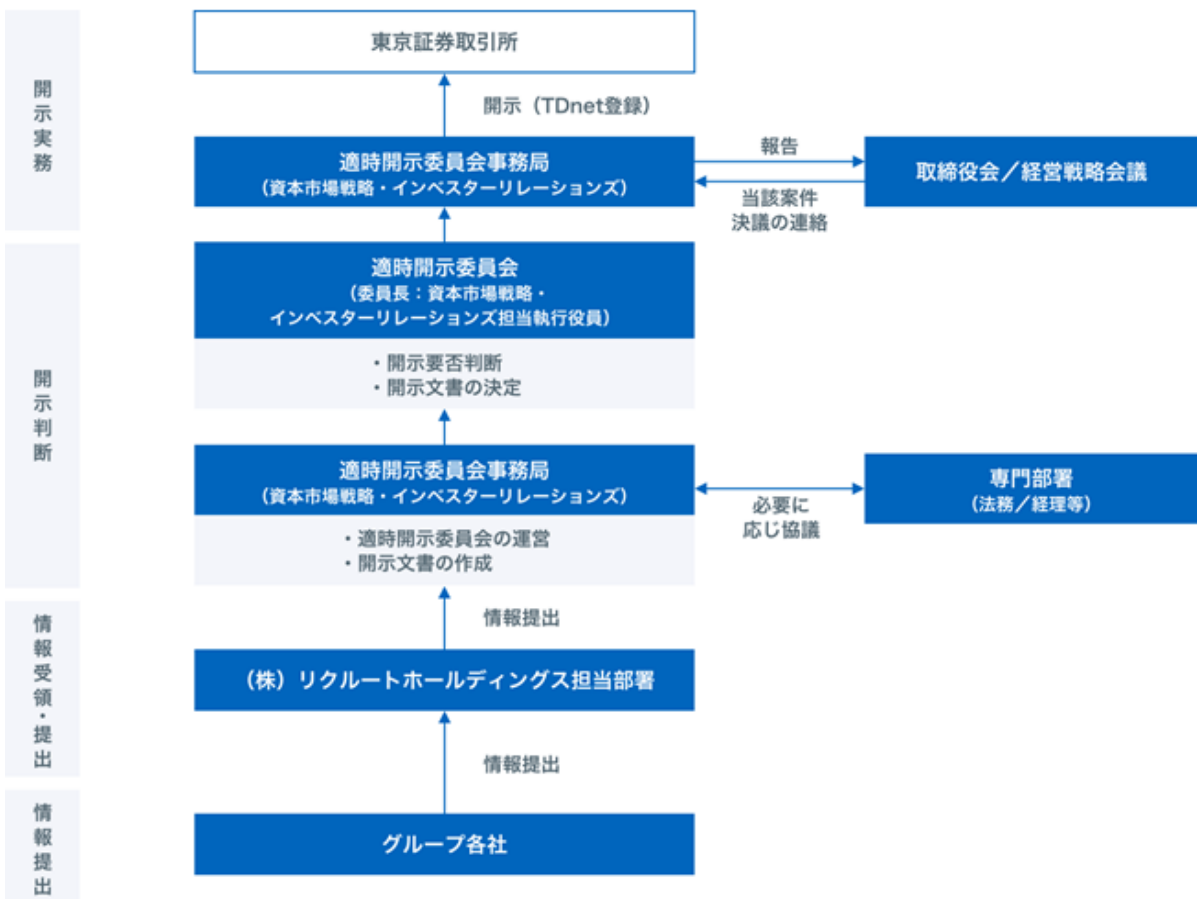 開示実務
東京証券取引所
開示（TDnet登録）
適時開示委員会事務局
（資本市場戦略・インベスターリレーションズ）
報告
当該案件
決議の連絡
取締役会／経営戦略会議
開示判断
適時開示委員会
（委員長：資本市場戦略・
インベスターリレーションズ担当執行役員）
・開示要否判断
・開示文書の決定
適時開示委員会事務局
（資本市場戦略・インベスターリレーションズ）
・適時開示委員会の運営
・開示文書の作成
必要に
応じ協議
専門部署
（法務／経理等）
情報受領・提出
情報提出
（株）リクルートホールディングス担当部署
情報提出
情報提出
グループ各社